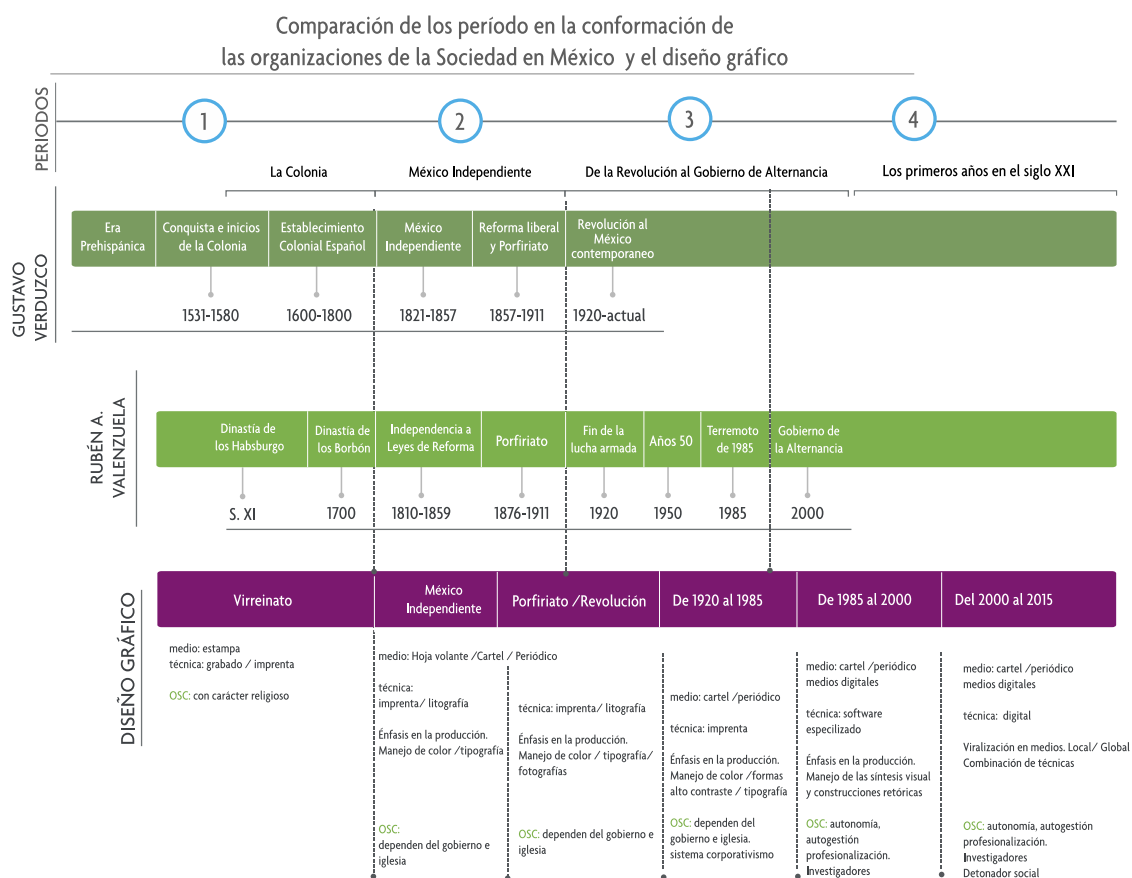 Comparación de los período en la conformación de
las organizaciones de la Sociedad en México y el diseño gráfico
PERIODOS
1
2
3
4
La Colonia
México Independiente
De la Revolución al Gobierno de Alternancia
Los primeros años en el siglo XXI
GUSTAVO
VERDUZCO
Era
Prehispánica
Conquista e inicios
de la Colonia
Establecimiento
Colonial Español
México
Independiente
Reforma liberal
y Porfiriato
Revolución al
México
contemporaneo
1531-1580
1600-1800
1821-1857
1857-1911
1920-actual
RUBÉN A.
VALENZUELA
Dinastía de
los Habsburgo
Dinastía de
los Borbón
Independencia a
Leyes de Reforma
Porfiriato
Fin de la
lucha armada
Años 50
Terremoto
de 1985
Gobierno de
la Alternancia
S. XI
1700
1810-1859
1876-1911
1920
1950
1985
2000
DISEÑO GRÁFICO
Virreinato
México
Independiente
Porfiriato /Revolución
De 1920 al 1985
De 1985 al 2000
Del 2000 al 2015
medio: estampa
técnica: grabado / imprenta
OSC: con carácter religioso
medio: Hoja volante /Cartel / Periódico
técnica:
imprenta/ litografía
Énfasis en la producción.
Manejo de color /tipografía
OSC:
dependen del gobierno e
iglesia
técnica: imprenta/ litografía
Énfasis en la producción.
Manejo de color / tipografía/
fotografías
OSC: dependen del gobierno e
iglesia
medio: cartel /periódico
técnica: imprenta
Énfasis en la producción.
Manejo de color /formas
alto contraste / tipografía
OSC: dependen del
gobierno e iglesia.
sistema corporativismo
medio: cartel /periódico
medios digitales
técnica: software
especilizado
Énfasis en la producción.
Manejo de las síntesis visual
y construcciones retóricas
OSC: autonomía,
autogestión
profesionalización.
Investigadores
medio: cartel /periódico
medios digitales
técnica: digital
Viralización en medios. Local/ Global
Combinación de técnicas
OSC: autonomía, autogestión
profesionalización.
Investigadores
Detonador social